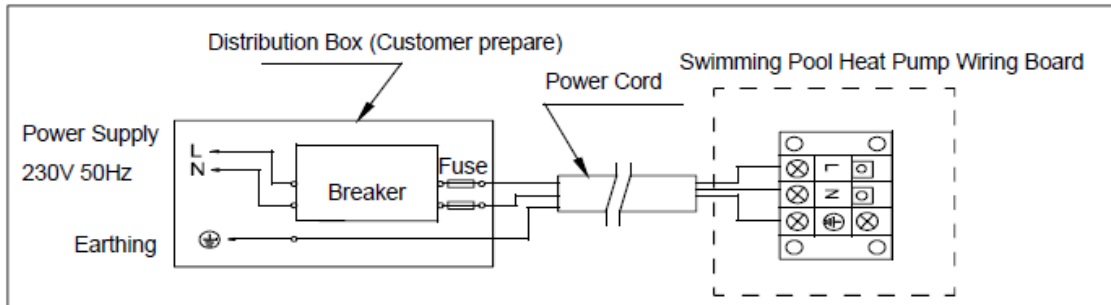 Distribution Box (Customer prepare)
Swimming Pool Heat Pump Wiring Board
Power Cord
Power Supply
230V 50Hz
L
N
Fuse
Breaker
Earthing
L
N